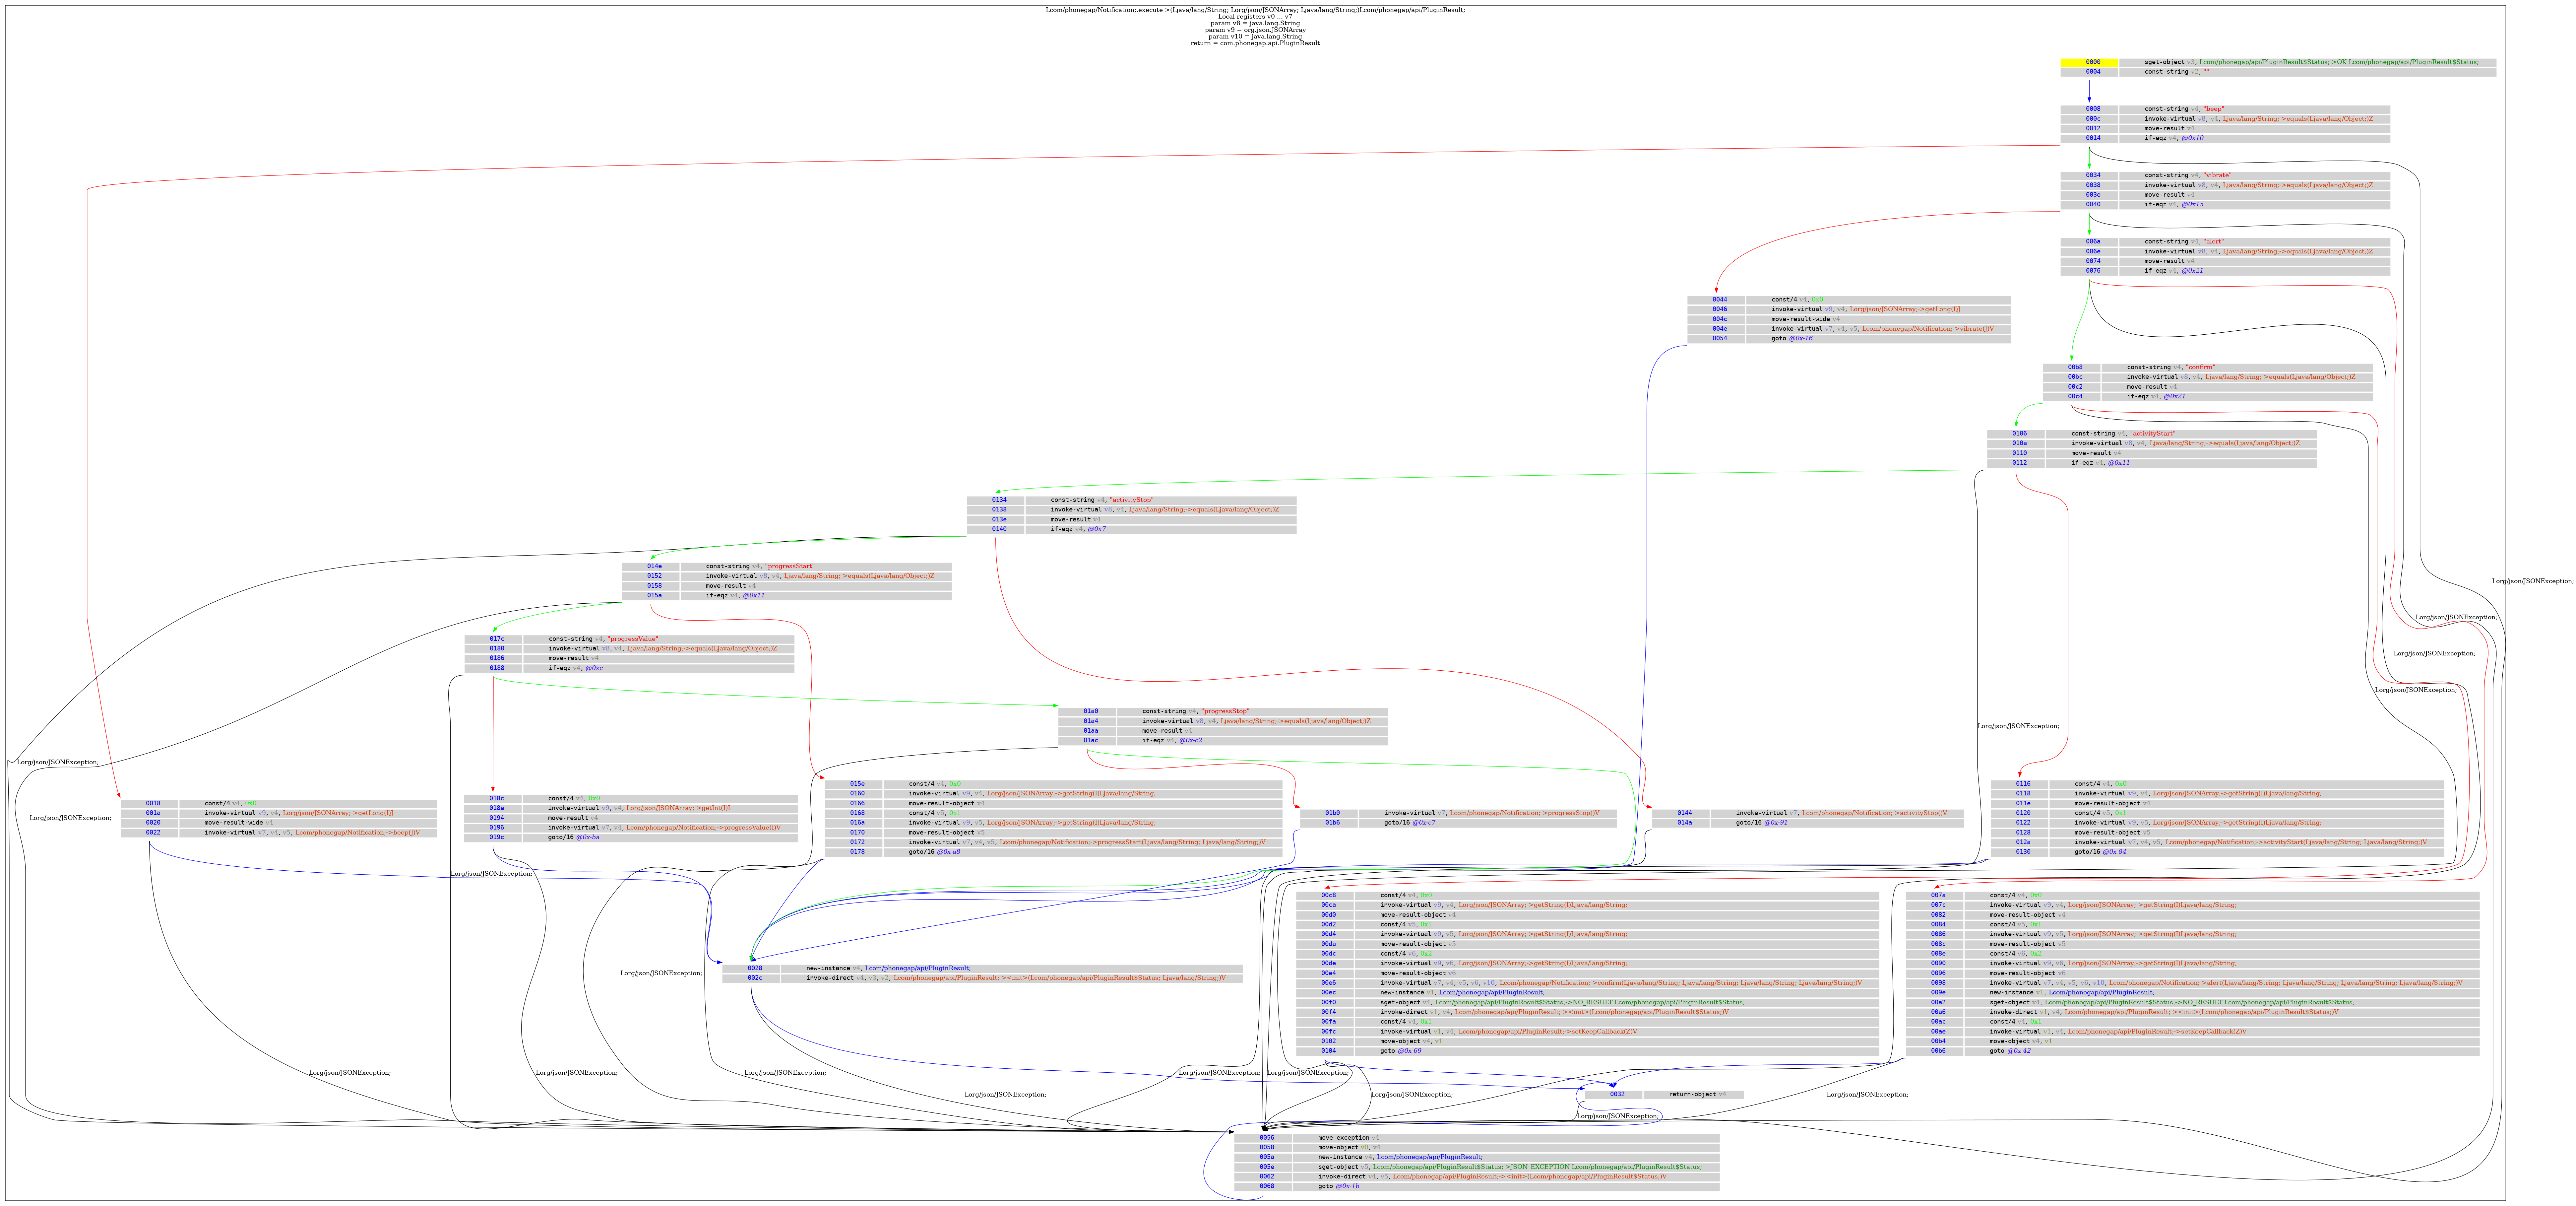 Lcom/phonegap/Notification;.execute->(Ljava/lang/String; Lorg/json/JSONArray; Ljava/lang/String;)Lcom/phonegap/api/PluginResult;
Local registers v0 ... v7
param v8 = java.lang.String
param v9 = org.json.JSONArray
param v10 = java.lang.String
return = com.phonegap.api.PluginResult
0000 sget-object v3, Lcom/phonegap/api/PluginResult$Status;->OK Lcom/phonegap/api/PluginResult$Status;
0004 const-string v2, ""
0008 const-string v4, "beep"
000c invoke-virtual v8, v4, Ljava/lang/String;->equals(Ljava/lang/Object;)Z
0012 move-result v4
0014 if-eqz v4, @0x10
0034 const-string v4, "vibrate"
0038 invoke-virtual v8, v4, Ljava/lang/String;->equals(Ljava/lang/Object;)Z
003e move-result v4
0040 if-eqz v4, @0x15
006a const-string v4, "alert"
006e invoke-virtual v8, v4, Ljava/lang/String;->equals(Ljava/lang/Object;)Z
0074 move-result v4
0076 if-eqz v4, @0x21
0044 const/4 v4, 0x0
0046 invoke-virtual v9, v4, Lorg/json/JSONArray;->getLong(I)J
004c move-result-wide v4
004e invoke-virtual v7, v4, v5, Lcom/phonegap/Notification;->vibrate(J)V
0054 goto @0x-16
00b8 const-string v4, "confirm"
00bc invoke-virtual v8, v4, Ljava/lang/String;->equals(Ljava/lang/Object;)Z
00c2 move-result v4
00c4 if-eqz v4, @0x21
0106 const-string v4, "activityStart"
010a invoke-virtual v8, v4, Ljava/lang/String;->equals(Ljava/lang/Object;)Z
0110 move-result v4
0112 if-eqz v4, @0x11
0134 const-string v4, "activityStop"
0138 invoke-virtual v8, v4, Ljava/lang/String;->equals(Ljava/lang/Object;)Z
013e move-result v4
0140 if-eqz v4, @0x7
014e const-string v4, "progressStart"
0152 invoke-virtual v8, v4, Ljava/lang/String;->equals(Ljava/lang/Object;)Z
0158 move-result v4
015a if-eqz v4, @0x11
Lorg/json/JSONException;
Lorg/json/JSONException;
017c const-string v4, "progressValue"
0180 invoke-virtual v8, v4, Ljava/lang/String;->equals(Ljava/lang/Object;)Z
0186 move-result v4
0188 if-eqz v4, @0xc
Lorg/json/JSONException;
Lorg/json/JSONException;
01a0 const-string v4, "progressStop"
01a4 invoke-virtual v8, v4, Ljava/lang/String;->equals(Ljava/lang/Object;)Z
01aa move-result v4
01ac if-eqz v4, @0x-c2
Lorg/json/JSONException;
Lorg/json/JSONException;
0018 const/4 v4, 0x0
001a invoke-virtual v9, v4, Lorg/json/JSONArray;->getLong(I)J
0020 move-result-wide v4
0022 invoke-virtual v7, v4, v5, Lcom/phonegap/Notification;->beep(J)V
018c const/4 v4, 0x0
018e invoke-virtual v9, v4, Lorg/json/JSONArray;->getInt(I)I
0194 move-result v4
0196 invoke-virtual v7, v4, Lcom/phonegap/Notification;->progressValue(I)V
019c goto/16 @0x-ba
015e const/4 v4, 0x0
0160 invoke-virtual v9, v4, Lorg/json/JSONArray;->getString(I)Ljava/lang/String;
0166 move-result-object v4
0168 const/4 v5, 0x1
016a invoke-virtual v9, v5, Lorg/json/JSONArray;->getString(I)Ljava/lang/String;
0170 move-result-object v5
0172 invoke-virtual v7, v4, v5, Lcom/phonegap/Notification;->progressStart(Ljava/lang/String; Ljava/lang/String;)V
0178 goto/16 @0x-a8
01b0 invoke-virtual v7, Lcom/phonegap/Notification;->progressStop()V
01b6 goto/16 @0x-c7
0144 invoke-virtual v7, Lcom/phonegap/Notification;->activityStop()V
014a goto/16 @0x-91
0116 const/4 v4, 0x0
0118 invoke-virtual v9, v4, Lorg/json/JSONArray;->getString(I)Ljava/lang/String;
011e move-result-object v4
0120 const/4 v5, 0x1
0122 invoke-virtual v9, v5, Lorg/json/JSONArray;->getString(I)Ljava/lang/String;
0128 move-result-object v5
012a invoke-virtual v7, v4, v5, Lcom/phonegap/Notification;->activityStart(Ljava/lang/String; Ljava/lang/String;)V
0130 goto/16 @0x-84
Lorg/json/JSONException;
Lorg/json/JSONException;
00c8 const/4 v4, 0x0
00ca invoke-virtual v9, v4, Lorg/json/JSONArray;->getString(I)Ljava/lang/String;
00d0 move-result-object v4
00d2 const/4 v5, 0x1
00d4 invoke-virtual v9, v5, Lorg/json/JSONArray;->getString(I)Ljava/lang/String;
00da move-result-object v5
00dc const/4 v6, 0x2
00de invoke-virtual v9, v6, Lorg/json/JSONArray;->getString(I)Ljava/lang/String;
00e4 move-result-object v6
00e6 invoke-virtual v7, v4, v5, v6, v10, Lcom/phonegap/Notification;->confirm(Ljava/lang/String; Ljava/lang/String; Ljava/lang/String; Ljava/lang/String;)V
00ec new-instance v1, Lcom/phonegap/api/PluginResult;
00f0 sget-object v4, Lcom/phonegap/api/PluginResult$Status;->NO_RESULT Lcom/phonegap/api/PluginResult$Status;
00f4 invoke-direct v1, v4, Lcom/phonegap/api/PluginResult;-><init>(Lcom/phonegap/api/PluginResult$Status;)V
00fa const/4 v4, 0x1
00fc invoke-virtual v1, v4, Lcom/phonegap/api/PluginResult;->setKeepCallback(Z)V
0102 move-object v4, v1
0104 goto @0x-69
007a const/4 v4, 0x0
007c invoke-virtual v9, v4, Lorg/json/JSONArray;->getString(I)Ljava/lang/String;
0082 move-result-object v4
0084 const/4 v5, 0x1
0086 invoke-virtual v9, v5, Lorg/json/JSONArray;->getString(I)Ljava/lang/String;
008c move-result-object v5
008e const/4 v6, 0x2
0090 invoke-virtual v9, v6, Lorg/json/JSONArray;->getString(I)Ljava/lang/String;
0096 move-result-object v6
0098 invoke-virtual v7, v4, v5, v6, v10, Lcom/phonegap/Notification;->alert(Ljava/lang/String; Ljava/lang/String; Ljava/lang/String; Ljava/lang/String;)V
009e new-instance v1, Lcom/phonegap/api/PluginResult;
00a2 sget-object v4, Lcom/phonegap/api/PluginResult$Status;->NO_RESULT Lcom/phonegap/api/PluginResult$Status;
00a6 invoke-direct v1, v4, Lcom/phonegap/api/PluginResult;-><init>(Lcom/phonegap/api/PluginResult$Status;)V
00ac const/4 v4, 0x1
00ae invoke-virtual v1, v4, Lcom/phonegap/api/PluginResult;->setKeepCallback(Z)V
00b4 move-object v4, v1
00b6 goto @0x-42
Lorg/json/JSONException;
0028 new-instance v4, Lcom/phonegap/api/PluginResult;
002c invoke-direct v4, v3, v2, Lcom/phonegap/api/PluginResult;-><init>(Lcom/phonegap/api/PluginResult$Status; Ljava/lang/String;)V
Lorg/json/JSONException;
Lorg/json/JSONException;
Lorg/json/JSONException;
Lorg/json/JSONException;
Lorg/json/JSONException;
Lorg/json/JSONException;
Lorg/json/JSONException;
Lorg/json/JSONException;
0032 return-object v4
Lorg/json/JSONException;
0056 move-exception v4
0058 move-object v0, v4
005a new-instance v4, Lcom/phonegap/api/PluginResult;
005e sget-object v5, Lcom/phonegap/api/PluginResult$Status;->JSON_EXCEPTION Lcom/phonegap/api/PluginResult$Status;
0062 invoke-direct v4, v5, Lcom/phonegap/api/PluginResult;-><init>(Lcom/phonegap/api/PluginResult$Status;)V
0068 goto @0x-1b